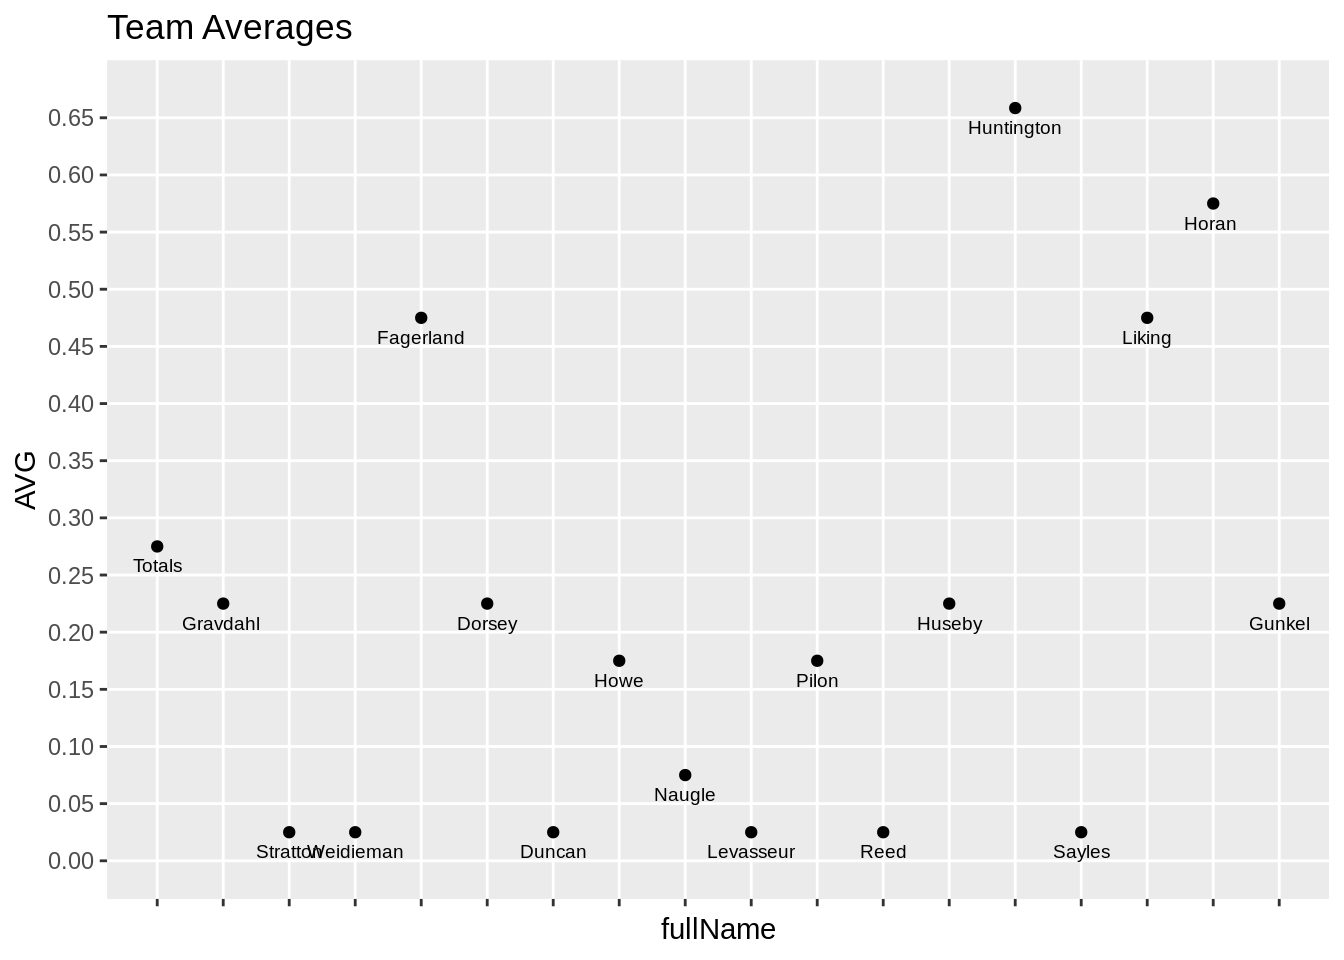 Team Averages
0.65
Huntington
0.60
Horan
0.55
0.50
Fagerland
Liking
0.45
0.40
0.35
AVG
0.30
Totals
0.25
Gravdahl
Dorsey
Huseby
Gunkel
0.20
Howe
Pilon
0.15
0.10
Naugle
0.05
Stratton
Weidieman
Duncan
Levasseur
Reed
Sayles
0.00
fullName